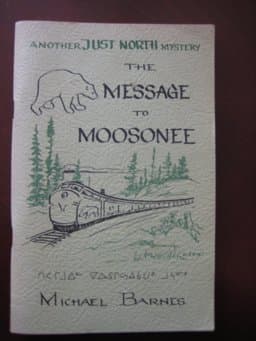 ANOTHER JUST NORTH MYSTERY
THE
MESSAGE
TO
MOOSONEE
MICHAEL BARNES